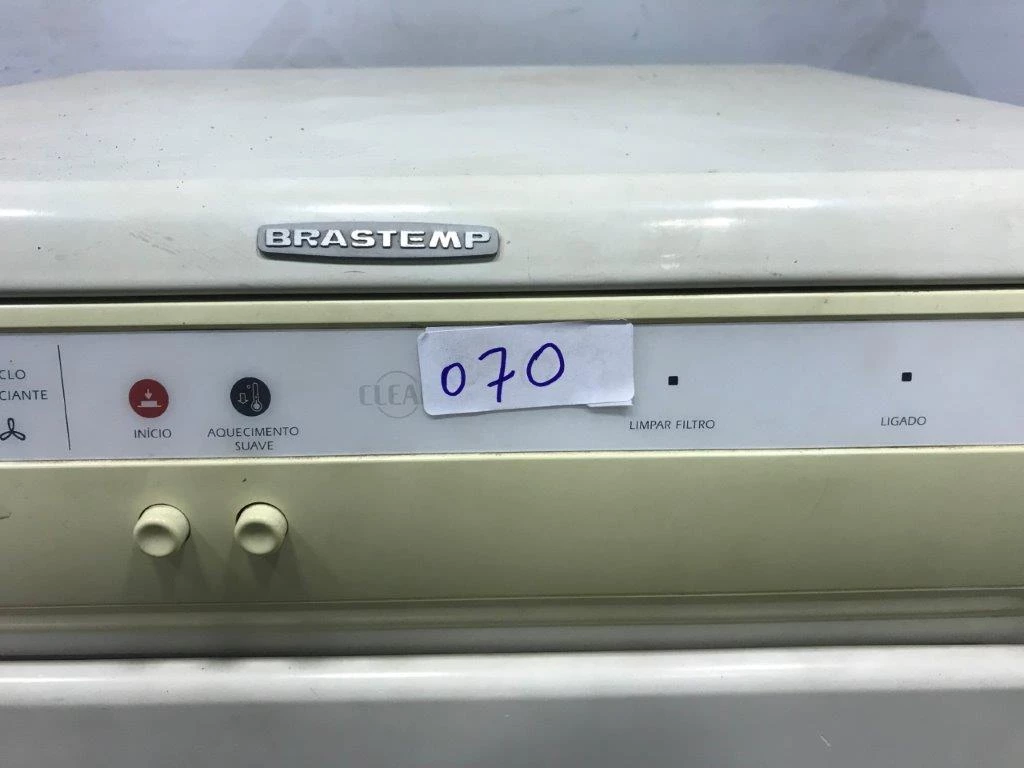 BRASTEMP
CLO
CIANTE
INÍCIO
AQUECIMENTO
SUAVE
CLEA
070
LIMPAR FILTRO
LIGADO